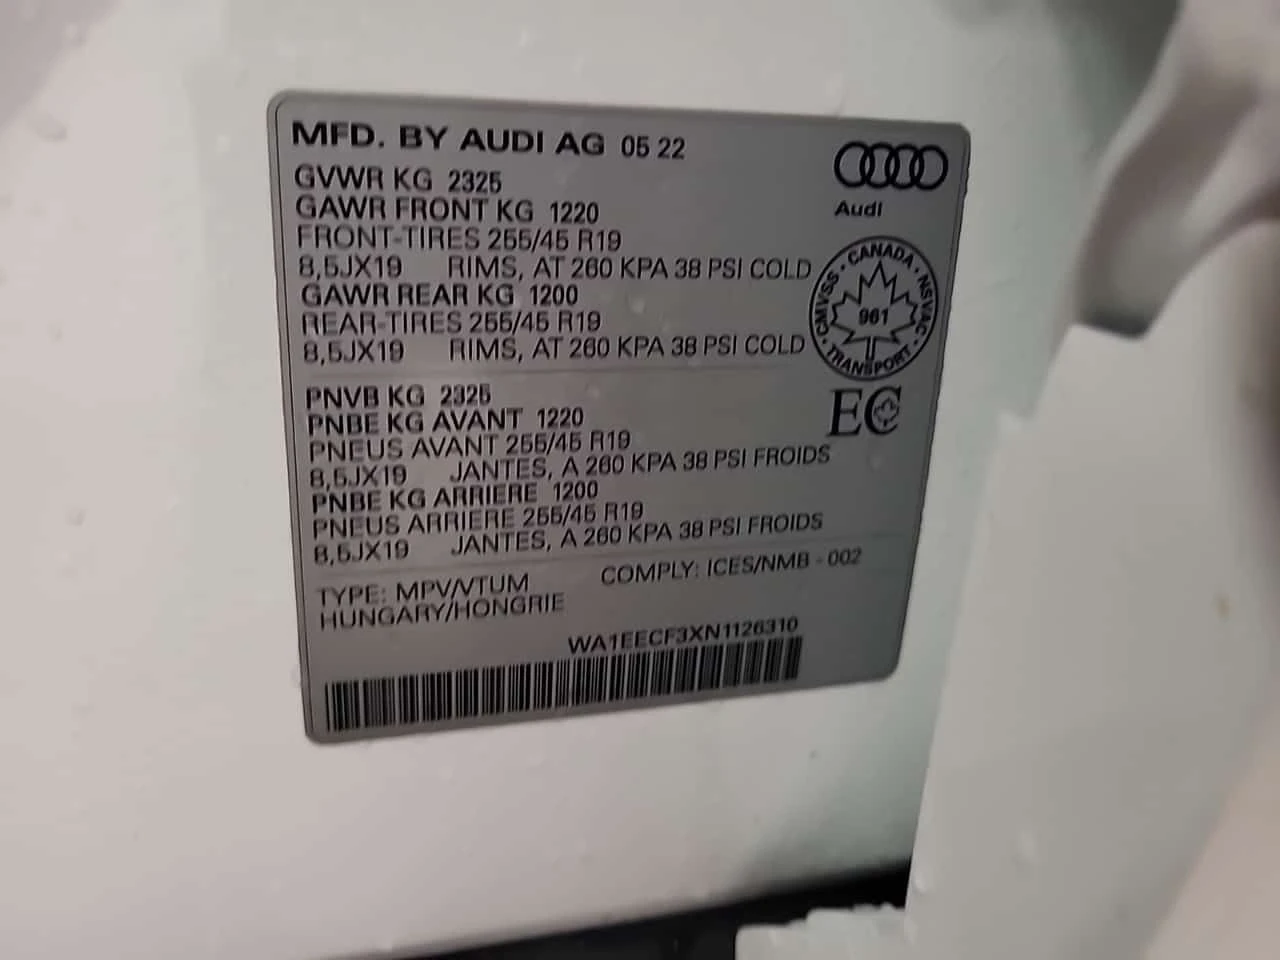 MFD. BY AUDI AG 05 22
GVWR KG 2325
GAWR FRONT KG 1220
FRONT-TIRES 255/45 R19
8,5JX19 RIMS, AT 260 KPA 38 PSI COLD
GAWR REAR KG 1200
REAR-TIRES 255/45 R19
8,5JX19 RIMS, AT 260 KPA 38 PSI COLD
Audi
CANADA · NSVAC · TRANSPORT · CMVSS ·
961
EC
PNVB KG 2325
PNBE KG AVANT 1220
PNEUS AVANT 255/45 R19
8,5JX19 JANTES, A 260 KPA 38 PSI FROIDS
PNBE KG ARRIERE 1200
PNEUS ARRIERE 255/45 R19
8,5JX19 JANTES, A 260 KPA 38 PSI FROIDS
TYPE: MPV/VTUM COMPLY: ICES/NMB - 002
HUNGARY/HONGRIE
WA1EECF3XN1126310